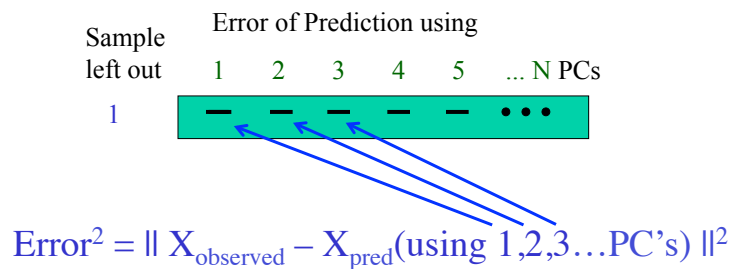 Error of Prediction using
Sample
left out
1 2 3 4 5 ... N PCs
1
Error² = || X_observed – X_pred(using 1,2,3…PC's) ||²